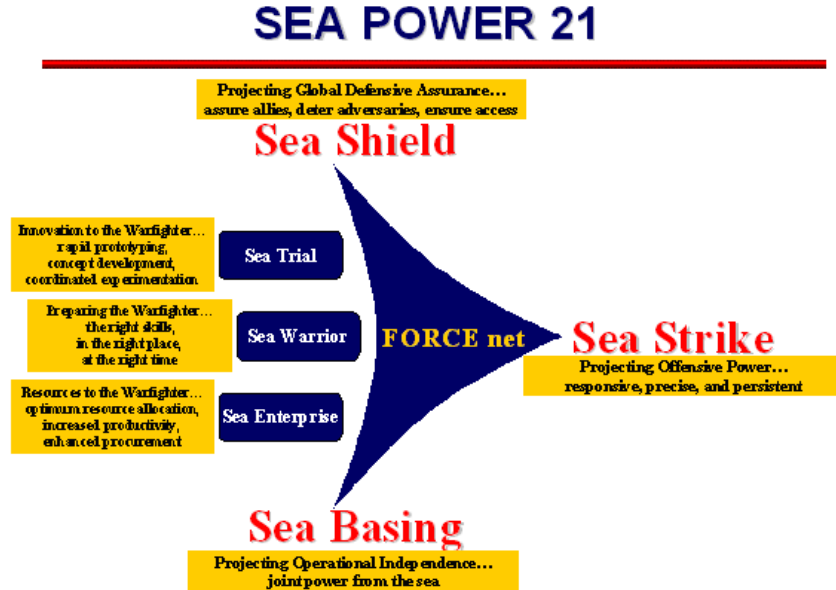 SEA POWER 21
Projecting Global Defensive Assurance…
assure allies, deter adversaries, ensure access
Sea Shield
Innovation to the Warfighter…
rapid prototyping,
concept development,
coordinated experimentation
Sea Trial
Preparing the Warfighter…
the right skills,
in the right place,
at the right time
Sea Warrior
FORCE net
Sea Strike
Projecting Offensive Power…
responsive, precise, and persistent
Resources to the Warfighter…
optimum resource allocation,
increased productivity,
enhanced procurement
Sea Enterprise
Sea Basing
Projecting Operational Independence…
joint power from the sea